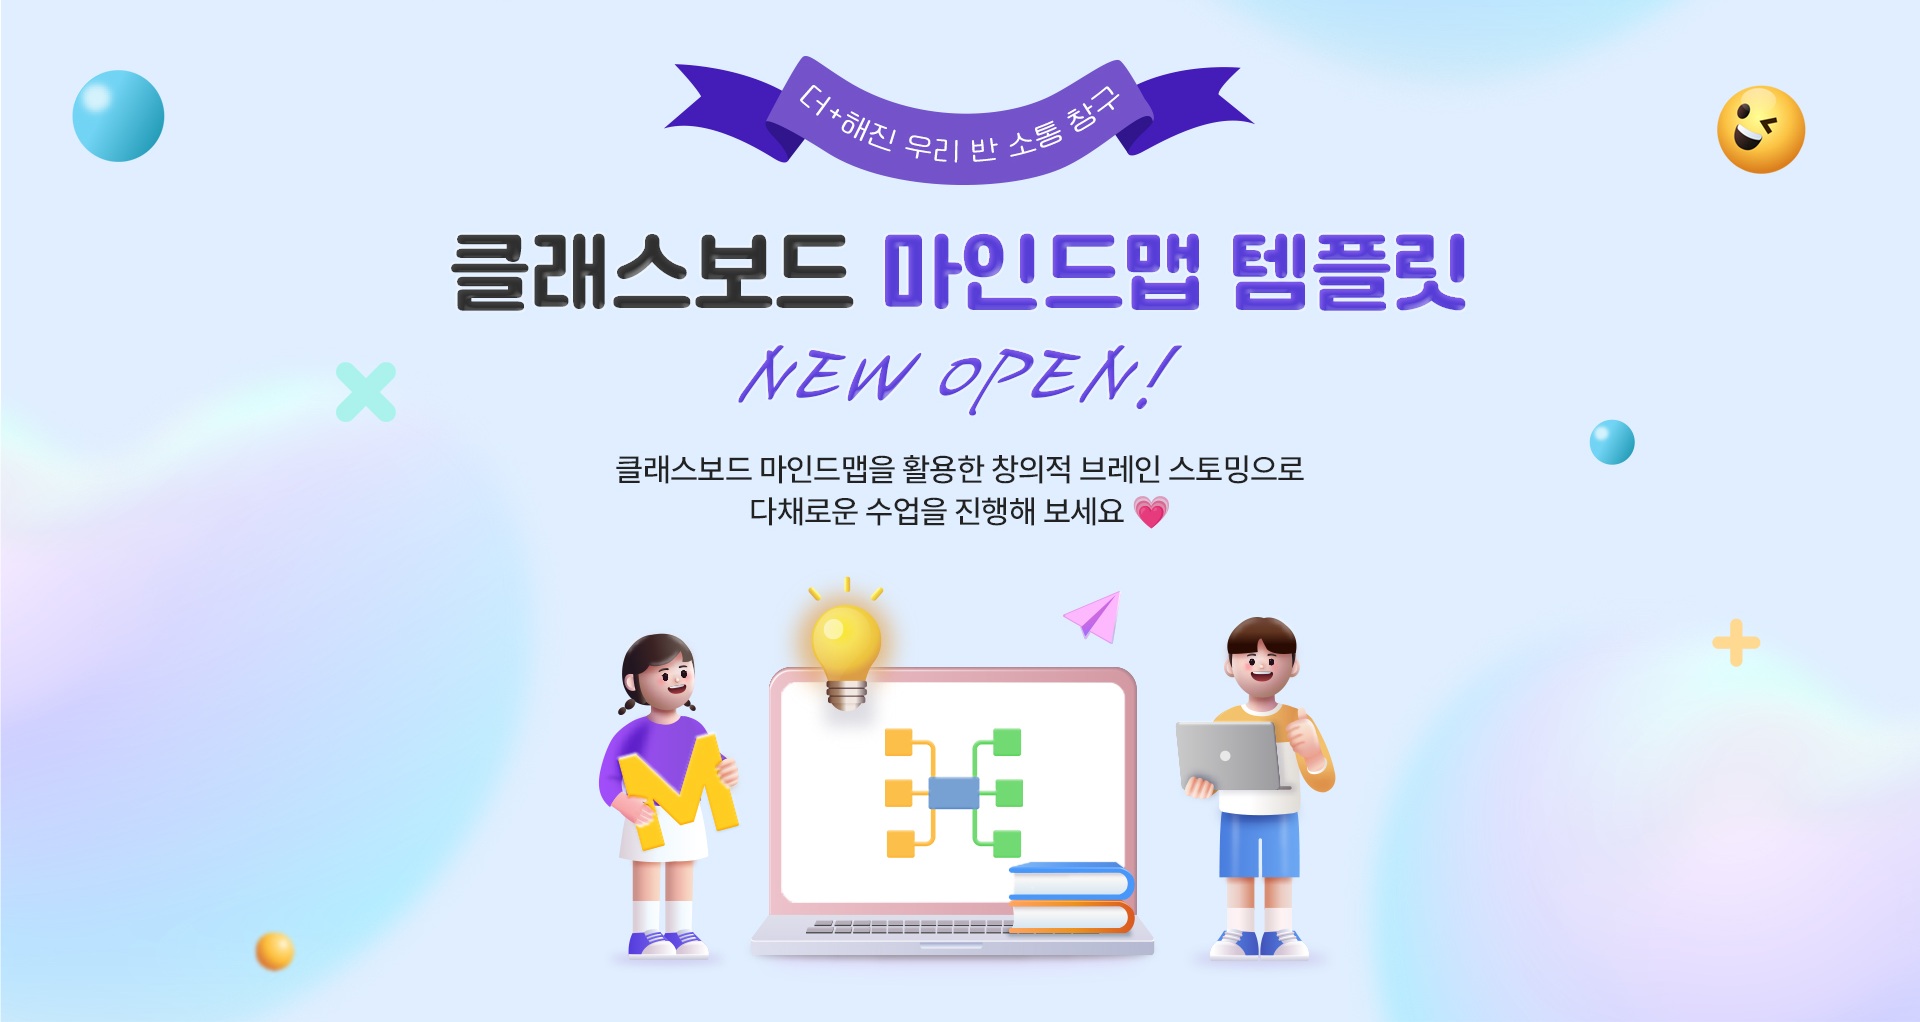 더+해진 우리 반 소통 창구
클래스보드 마인드맵 템플릿
NEW OPEN!
클래스보드 마인드맵을 활용한 창의적 브레인 스토밍으로
다채로운 수업을 진행해 보세요 💗
M